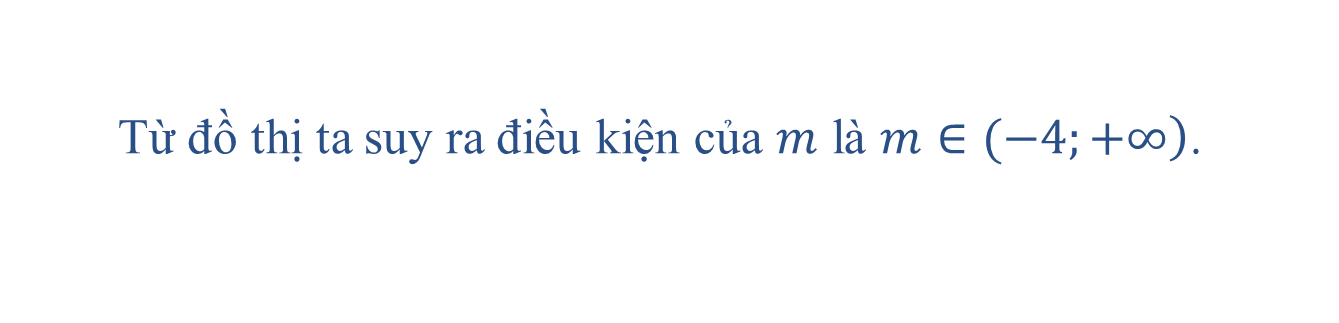 Từ đồ thị ta suy ra điều kiện của m là m ∈ (−4; +∞).